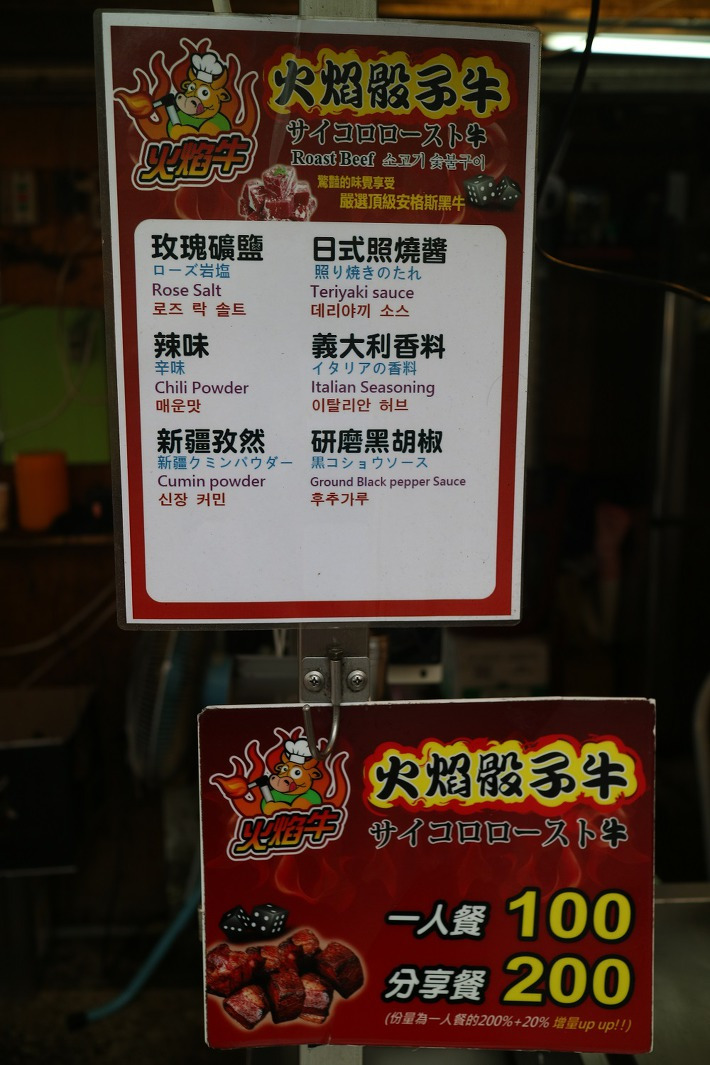 火焰牛
火焰骰子牛
サイコロロースト牛
Roast Beef 소고기 숯불구이
驚豔的味覺享受
嚴選頂級安格斯黑牛
玫瑰礦鹽
ローズ岩塩
Rose Salt
로즈 락 솔트
日式照燒醬
照り焼きのたれ
Teriyaki sauce
데리야끼 소스
辣味
辛味
Chili Powder
매운맛
義大利香料
イタリアの香料
Italian Seasoning
이탈리안 허브
新疆孜然
新疆クミンパウダー
Cumin powder
신장 커민
研磨黑胡椒
黒コショウソース
Ground Black pepper Sauce
후추가루
火焰牛
火焰骰子牛
サイコロロースト牛
一人餐 100
分享餐 200
(份量為一人餐的200%+20% 增量up up!!)